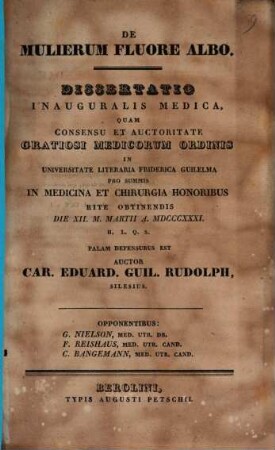 DE
MULIERUM FLUORE ALBO.
DISSERTATIO
INAUGURALIS MEDICA,
QUAM
CONSENSU ET AUCTORITATE
GRATIOSI MEDICORUM ORDINIS
IN
UNIVERSITATE LITERARIA FRIDERICA GUILELMA
PRO SUMMIS
IN MEDICINA ET CHIRURGIA HONORIBUS
RITE OBTINENDIS
DIE XII. M. MARTII A. MDCCCXXXI.
H. L. Q. S.
PALAM DEFENSURUS EST
AUCTOR
CAR. EDUARD. GUIL. RUDOLPH,
SILESIUS.
OPPONENTIBUS:
G. NIELSON, MED. UTR. DR.
F. REISHAUS, MED. UTR. CAND.
C. BANGEMANN, MED. UTR. CAND.
BEROLINI,
TYPIS AUGUSTI PETSCHII.